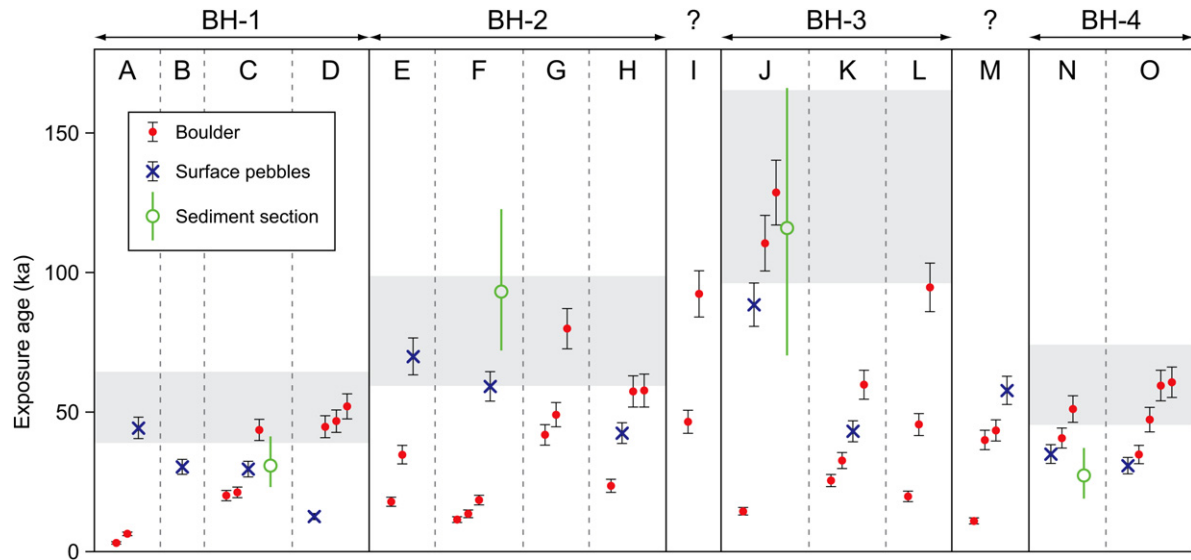 BH-1 BH-2 ? BH-3 ? BH-4
A B C D E F G H I J K L M N O
Boulder
Surface pebbles
Sediment section
Exposure age (ka)
150
100
50
0